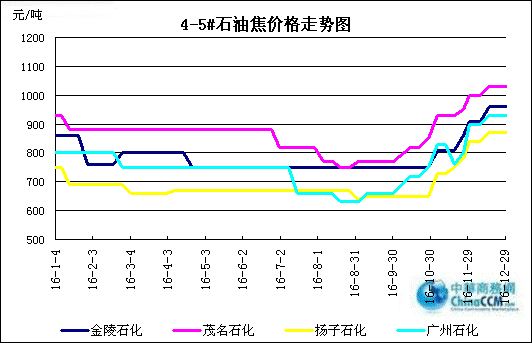 元/吨
4-5#石油焦价格走势图
1200
1100
1000
900
800
700
600
500
16-1-4
16-2-3
16-3-4
16-4-3
16-5-3
16-6-2
16-7-2
16-8-1
16-8-31
16-9-30
16-10-30
16-11-29
16-12-29
中華商務網
ChinaCCM.com
金陵石化
茂名石化
扬子石化
广州石化